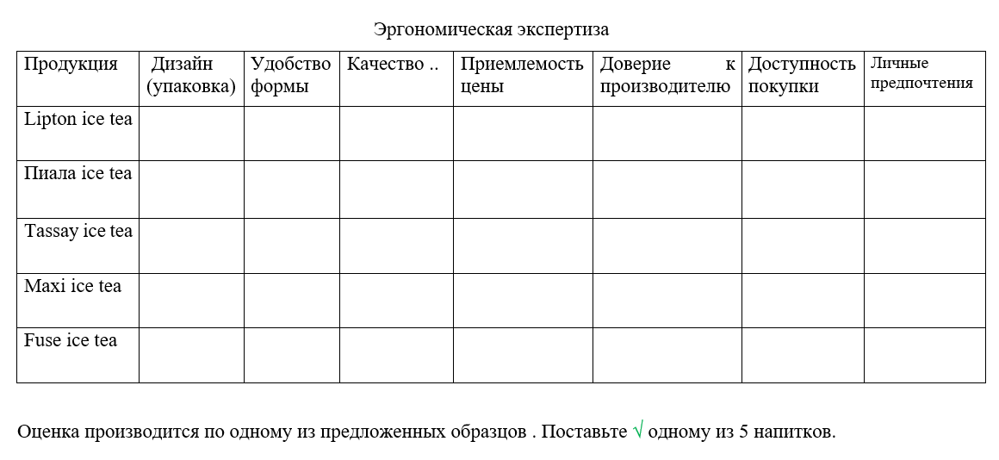 Эргономическая экспертиза
Продукция Дизайн Удобство Качество .. Приемлемость Доверие к Доступность Личные
(упаковка) формы цены производителю покупки предпочтения
Lipton ice tea
Пиала ice tea
Tassay ice tea
Maxi ice tea
Fuse ice tea
Оценка производится по одному из предложенных образцов . Поставьте √ одному из 5 напитков.